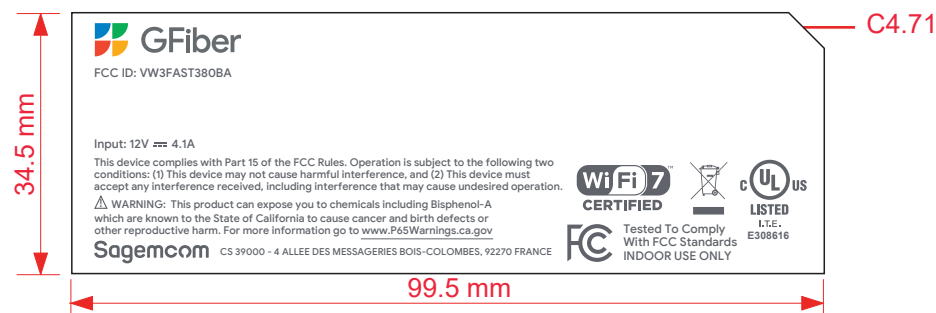 C4.71
GFiber
FCC ID: VW3FAST380BA
34.5 mm
Input: 12V ⎓ 4.1A
This device complies with Part 15 of the FCC Rules. Operation is subject to the following two
conditions: (1) This device may not cause harmful interference, and (2) This device must
accept any interference received, including interference that may cause undesired operation.
⚠ WARNING: This product can expose you to chemicals including Bisphenol-A
which are known to the State of California to cause cancer and birth defects or
other reproductive harm. For more information go to www.P65Warnings.ca.gov
Sagemcom CS 39000 - 4 ALLEE DES MESSAGERIES BOIS-COLOMBES, 92270 FRANCE
Wi Fi 7™
CERTIFIED
C UL US
LISTED
I.T.E.
E308616
FC
Tested To Comply
With FCC Standards
INDOOR USE ONLY
99.5 mm